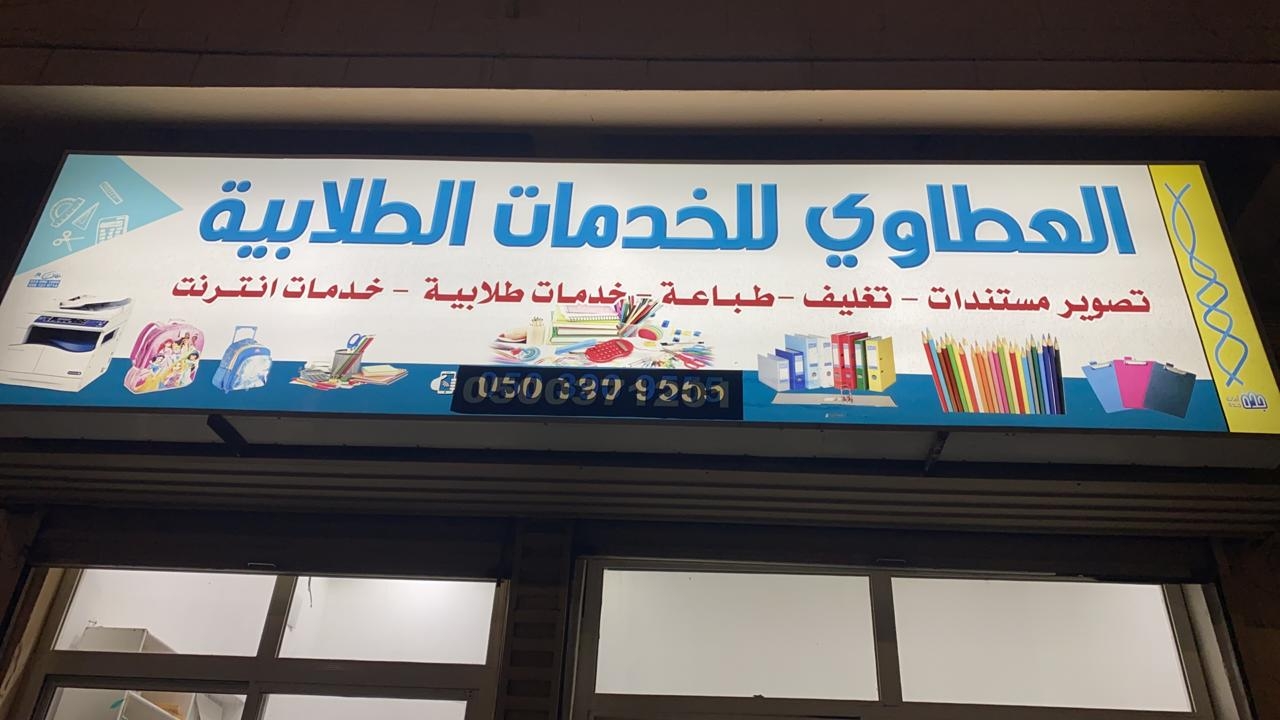 العطاوي للخدمات الطلابية
تصوير مستندات - تغليف - طباعة - خدمات طلابية - خدمات انترنت